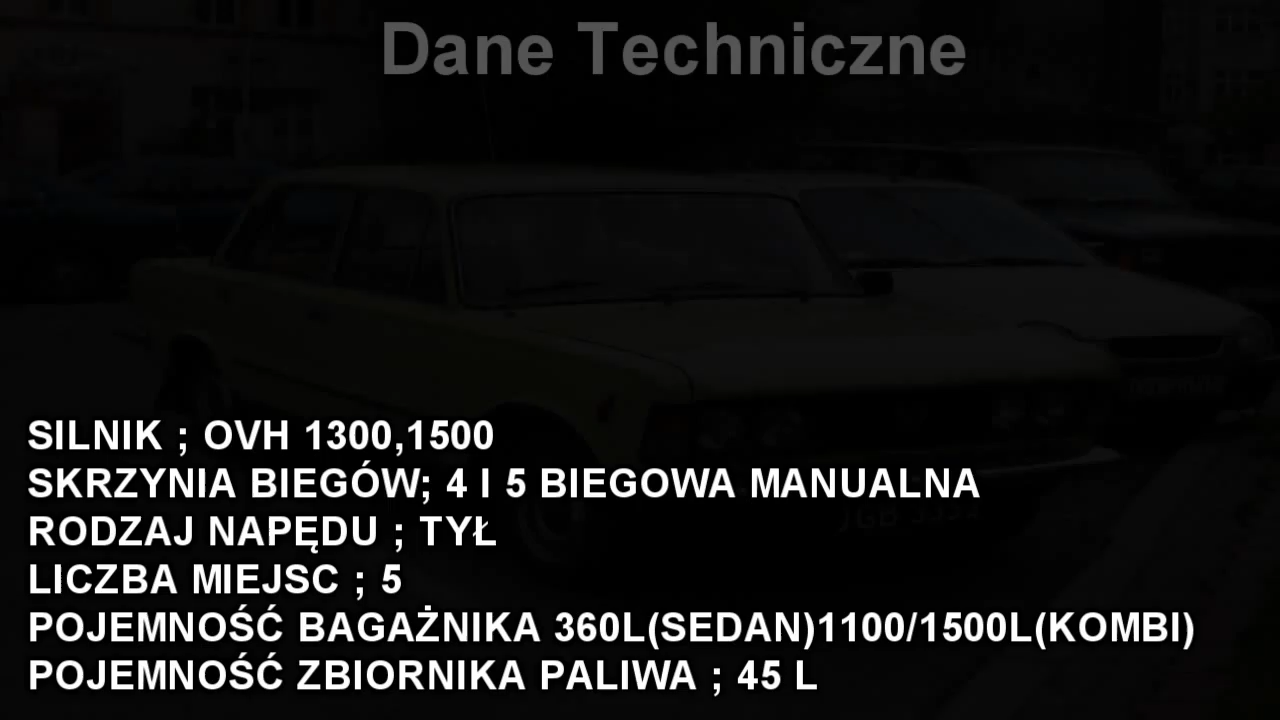 Dane Techniczne
SILNIK ; OVH 1300,1500
SKRZYNIA BIEGÓW; 4 I 5 BIEGOWA MANUALNA
RODZAJ NAPĘDU ; TYŁ
LICZBA MIEJSC ; 5
POJEMNOŚĆ BAGAŻNIKA 360L(SEDAN)1100/1500L(KOMBI)
POJEMNOŚĆ ZBIORNIKA PALIWA ; 45 L